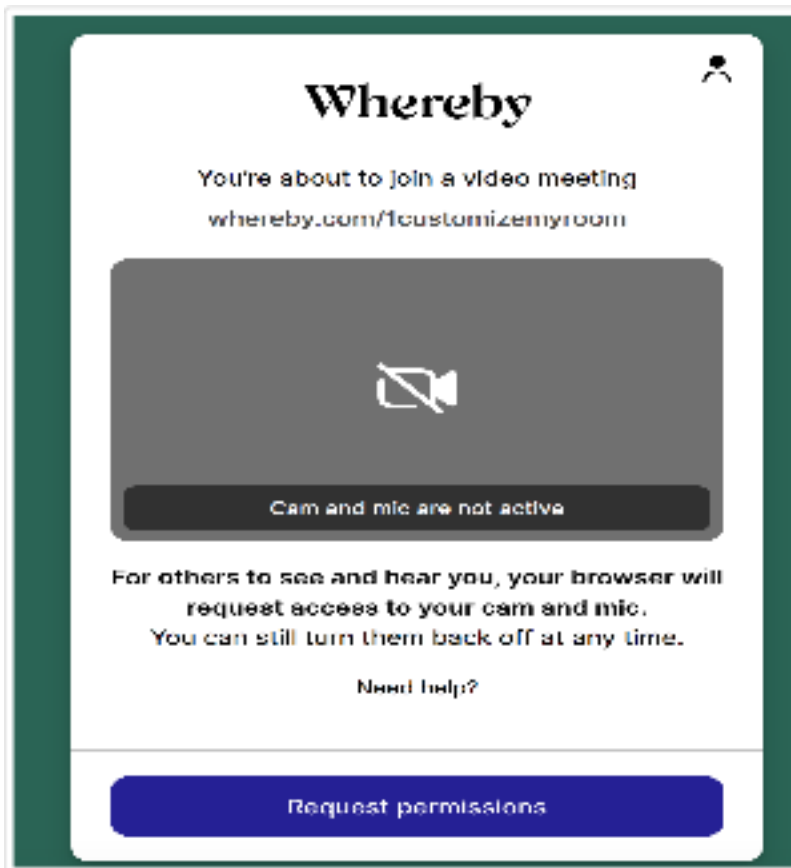 Whereby
You're about to join a video meeting
whereby.com/1customizemyroom
Cam and mic are not active
For others to see and hear you, your browser will
request access to your cam and mic.
You can still turn them back off at any time.
Need help?
Request permissions